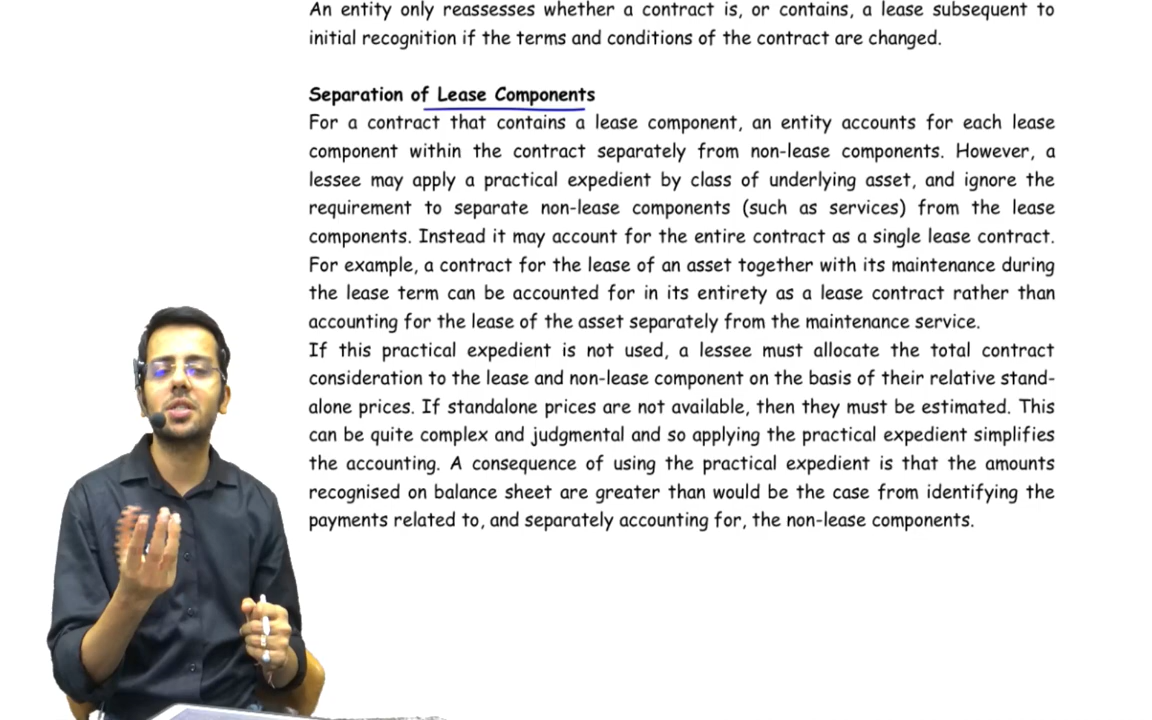 An entity only reassesses whether a contract is, or contains, a lease subsequent to
initial recognition if the terms and conditions of the contract are changed.
Separation of Lease Components
For a contract that contains a lease component, an entity accounts for each lease
component within the contract separately from non-lease components. However, a
lessee may apply a practical expedient by class of underlying asset, and ignore the
requirement to separate non-lease components (such as services) from the lease
components. Instead it may account for the entire contract as a single lease contract.
For example, a contract for the lease of an asset together with its maintenance during
the lease term can be accounted for in its entirety as a lease contract rather than
accounting for the lease of the asset separately from the maintenance service.
If this practical expedient is not used, a lessee must allocate the total contract
consideration to the lease and non-lease component on the basis of their relative stand-
alone prices. If standalone prices are not available, then they must be estimated. This
can be quite complex and judgmental and so applying the practical expedient simplifies
the accounting. A consequence of using the practical expedient is that the amounts
recognised on balance sheet are greater than would be the case from identifying the
payments related to, and separately accounting for, the non-lease components.